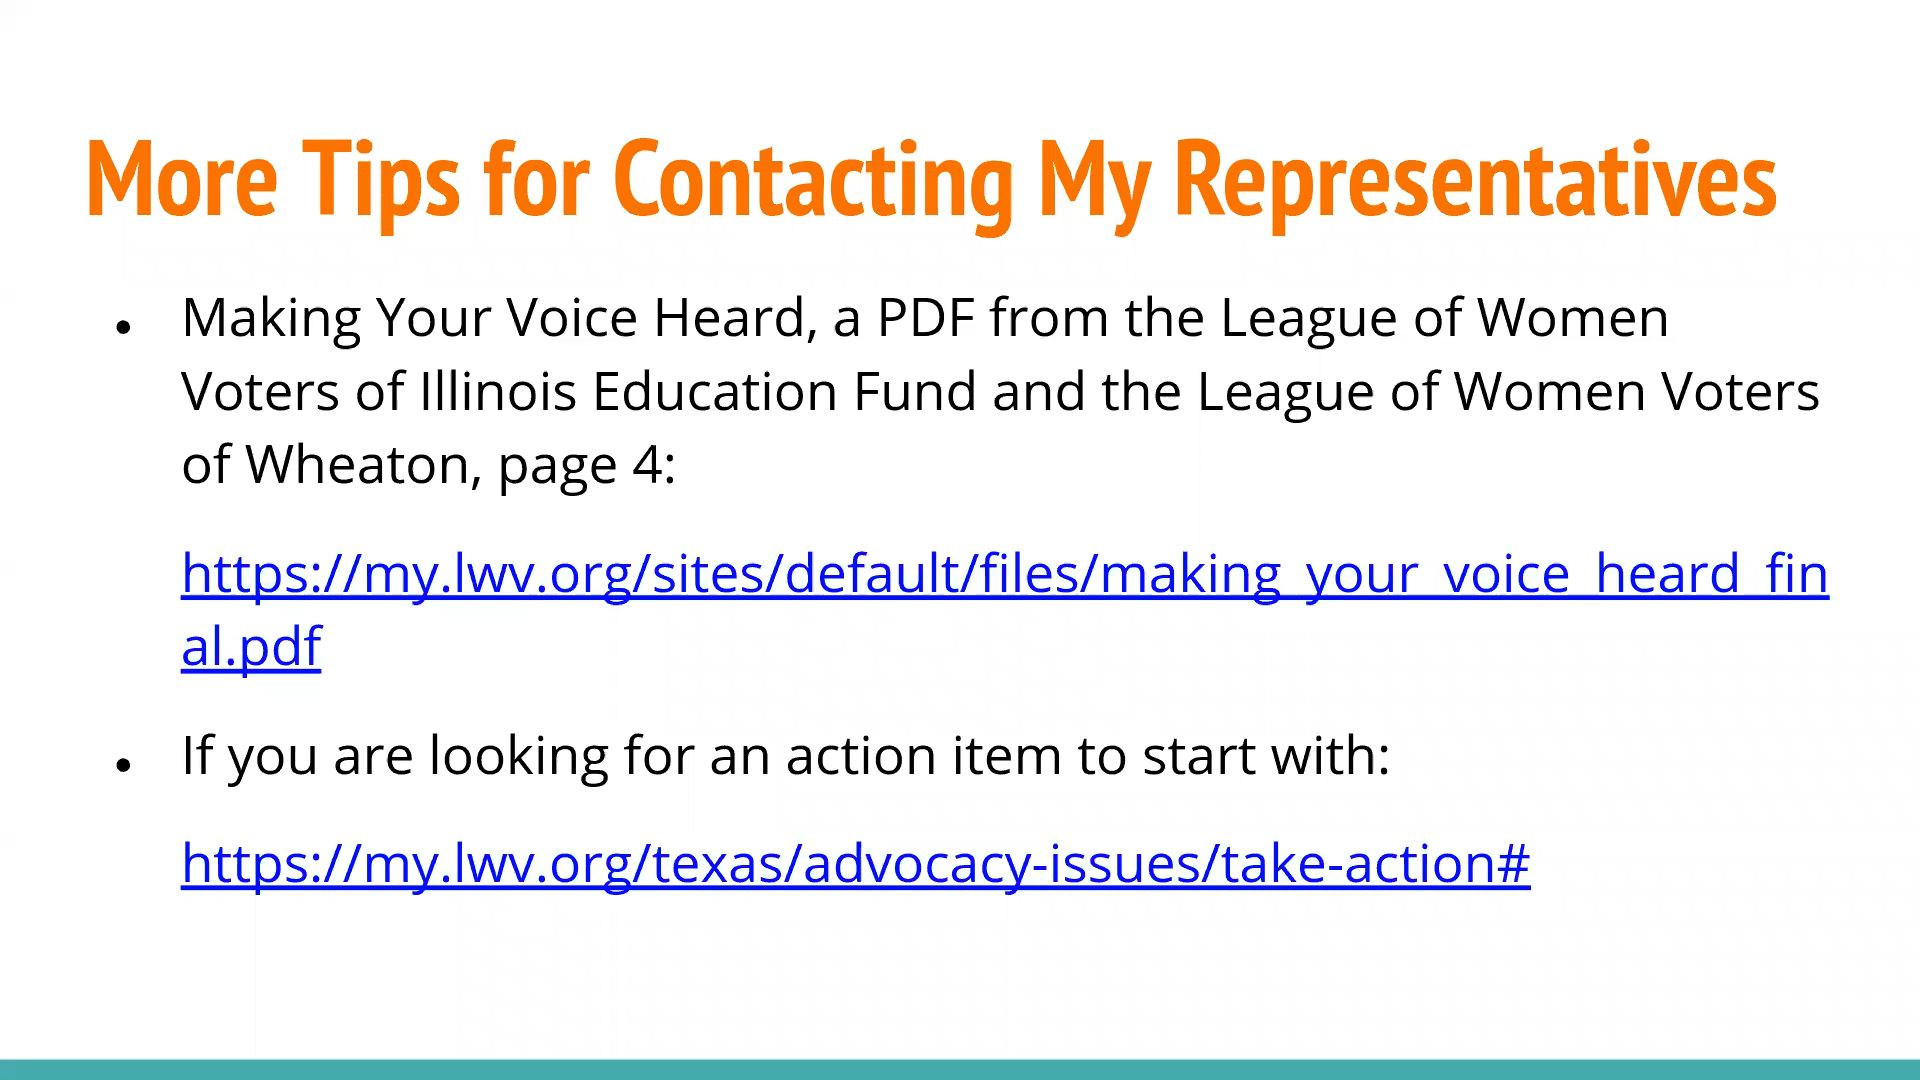 More Tips for Contacting My Representatives
• Making Your Voice Heard, a PDF from the League of Women
Voters of Illinois Education Fund and the League of Women Voters
of Wheaton, page 4:
https://my.lwv.org/sites/default/files/making_your_voice_heard_fin
al.pdf
• If you are looking for an action item to start with:
https://my.lwv.org/texas/advocacy-issues/take-action#